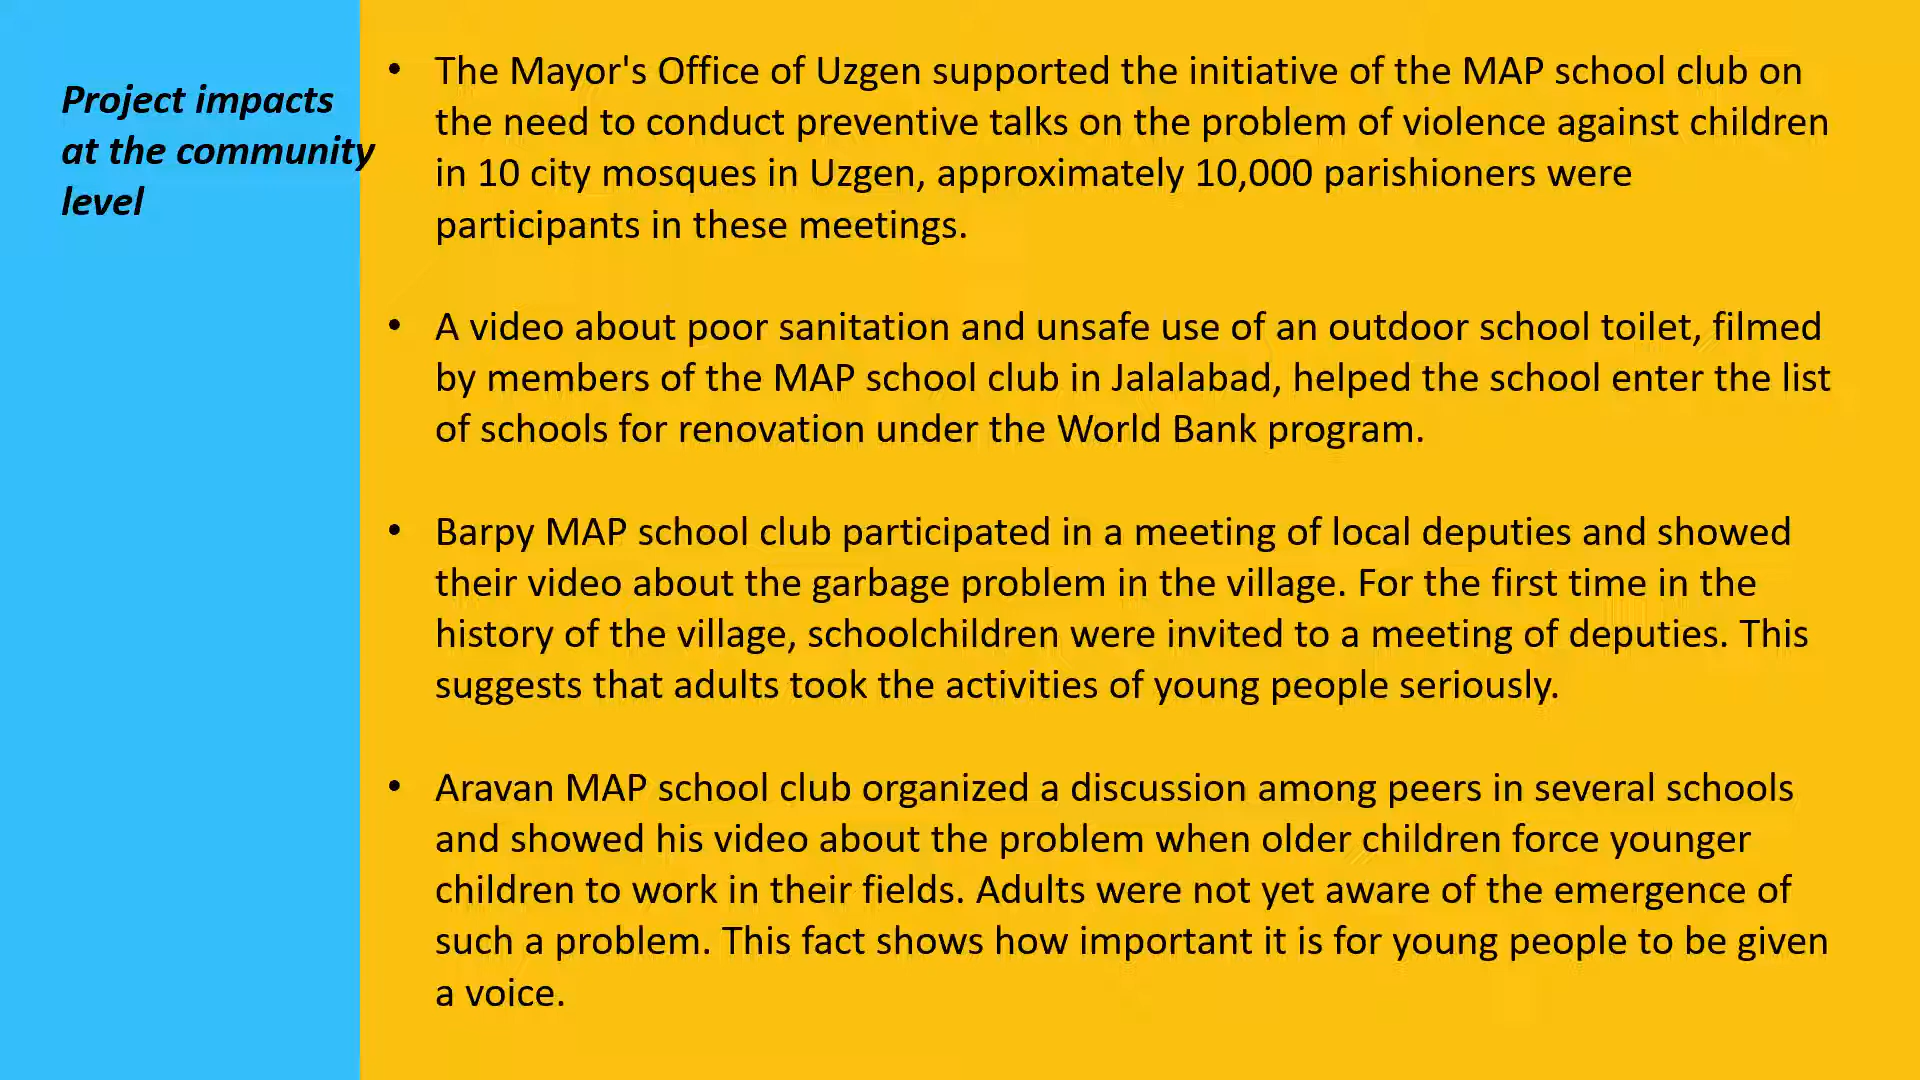 Project impacts
at the community
level
• The Mayor's Office of Uzgen supported the initiative of the MAP school club on
the need to conduct preventive talks on the problem of violence against children
in 10 city mosques in Uzgen, approximately 10,000 parishioners were
participants in these meetings.
• A video about poor sanitation and unsafe use of an outdoor school toilet, filmed
by members of the MAP school club in Jalalabad, helped the school enter the list
of schools for renovation under the World Bank program.
• Barpy MAP school club participated in a meeting of local deputies and showed
their video about the garbage problem in the village. For the first time in the
history of the village, schoolchildren were invited to a meeting of deputies. This
suggests that adults took the activities of young people seriously.
• Aravan MAP school club organized a discussion among peers in several schools
and showed his video about the problem when older children force younger
children to work in their fields. Adults were not yet aware of the emergence of
such a problem. This fact shows how important it is for young people to be given
a voice.